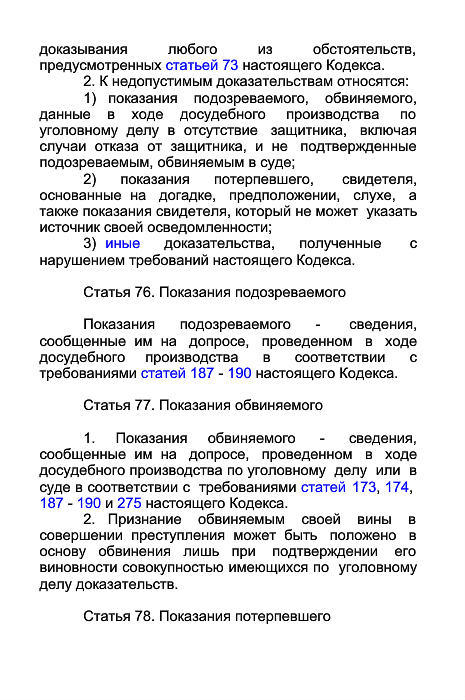 доказывания любого из обстоятельств,
предусмотренных статьей 73 настоящего Кодекса.
2. К недопустимым доказательствам относятся:
1) показания подозреваемого, обвиняемого,
данные в ходе досудебного производства по
уголовному делу в отсутствие защитника, включая
случаи отказа от защитника, и не подтвержденные
подозреваемым, обвиняемым в суде;
2) показания потерпевшего, свидетеля,
основанные на догадке, предположении, слухе, а
также показания свидетеля, который не может указать
источник своей осведомленности;
3) иные доказательства, полученные с
нарушением требований настоящего Кодекса.
Статья 76. Показания подозреваемого
Показания подозреваемого - сведения,
сообщенные им на допросе, проведенном в ходе
досудебного производства в соответствии с
требованиями статей 187 - 190 настоящего Кодекса.
Статья 77. Показания обвиняемого
1. Показания обвиняемого - сведения,
сообщенные им на допросе, проведенном в ходе
досудебного производства по уголовному делу или в
суде в соответствии с требованиями статей 173, 174,
187 - 190 и 275 настоящего Кодекса.
2. Признание обвиняемым своей вины в
совершении преступления может быть положено в
основу обвинения лишь при подтверждении его
виновности совокупностью имеющихся по уголовному
делу доказательств.
Статья 78. Показания потерпевшего